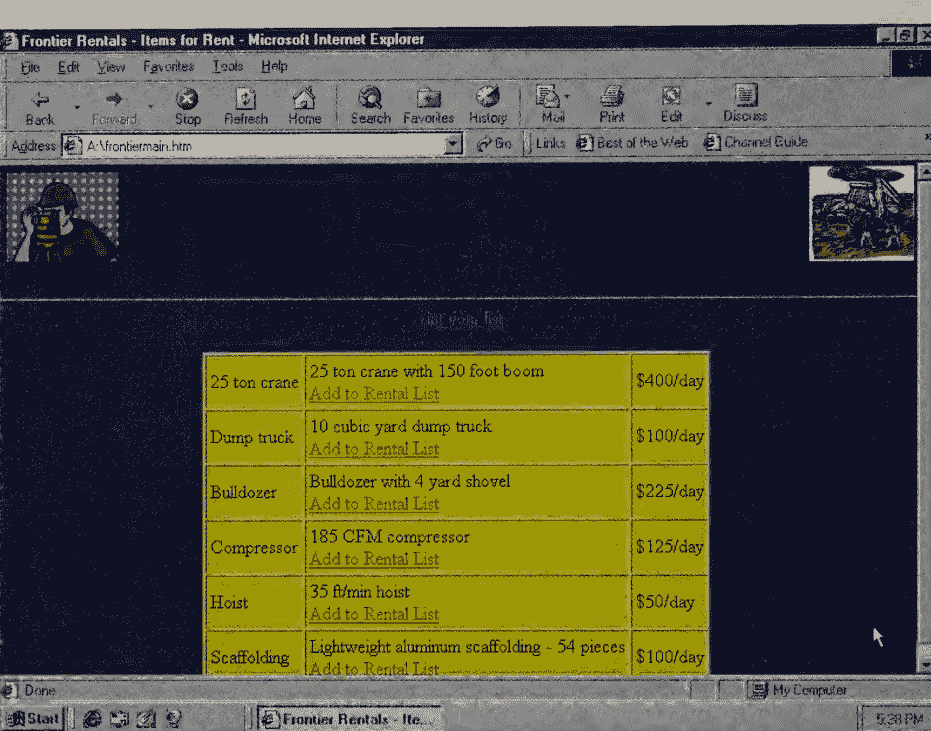 Frontier Rentals - Items for Rent - Microsoft Internet Explorer
File Edit View Favorites Tools Help
Back Forward Stop Refresh Home Search Favorites History Mail Print Edit Discuss
Address A:\frontiermain.htm Go Links Best of the Web Channel Guide
list
25 ton crane
25 ton crane with 150 foot boom
Add to Rental List
$400/day
Dump truck
10 cubic yard dump truck
Add to Rental List
$100/day
Bulldozer
Bulldozer with 4 yard shovel
Add to Rental List
$225/day
Compressor
185 CFM compressor
Add to Rental List
$125/day
Hoist
35 ft/min hoist
Add to Rental List
$50/day
Scaffolding
Lightweight aluminum scaffolding - 54 pieces
Add to Rental List
$100/day
Done My Computer
Start Frontier Rentals - Ite... 5:38 PM